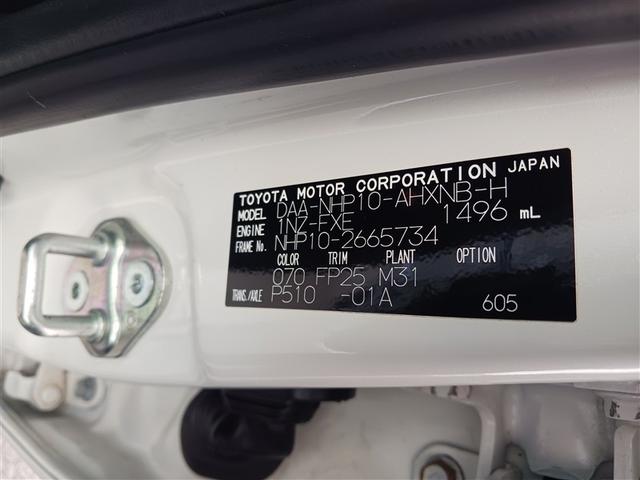 TOYOTA MOTOR CORPORATION JAPAN
MODEL DAA-NHP10-AHXNB-H
ENGINE 1NZ-FXE 1496 mL
FRAME No. NHP10-2665734
COLOR TRIM PLANT OPTION
070 FP25 M31
TRANS./AXLE P510 -01A 605